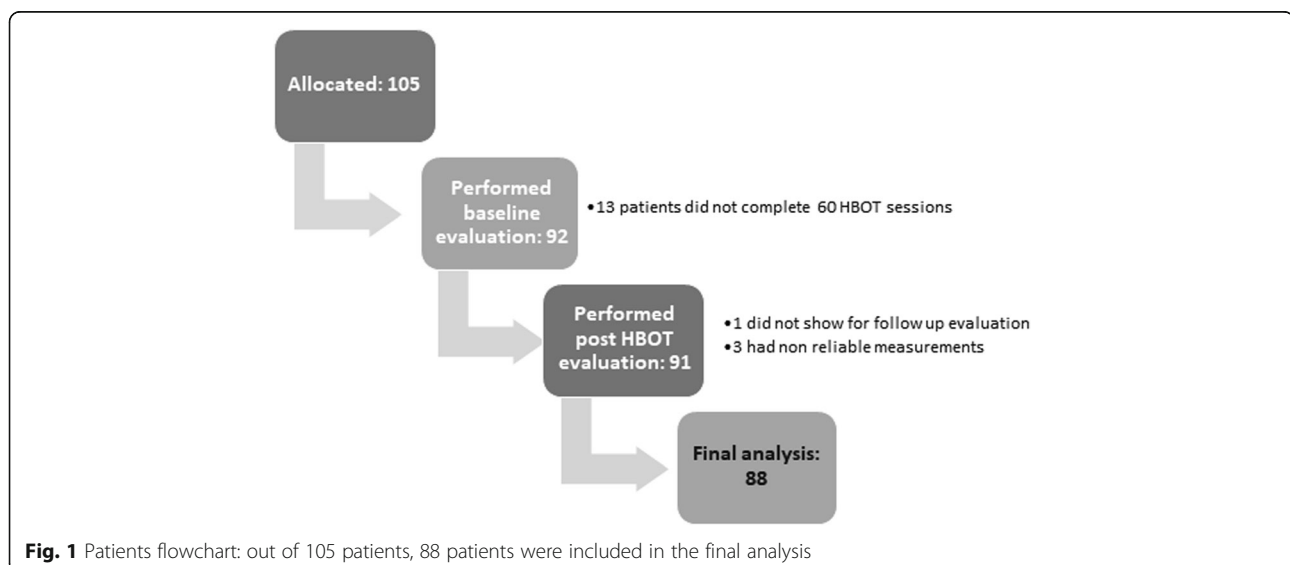 Allocated: 105
Performed
baseline
evaluation: 92
•13 patients did not complete 60 HBOT sessions
Performed
post HBOT
evaluation: 91
•1 did not show for follow up evaluation
•3 had non reliable measurements
Final analysis:
88
Fig. 1 Patients flowchart: out of 105 patients, 88 patients were included in the final analysis